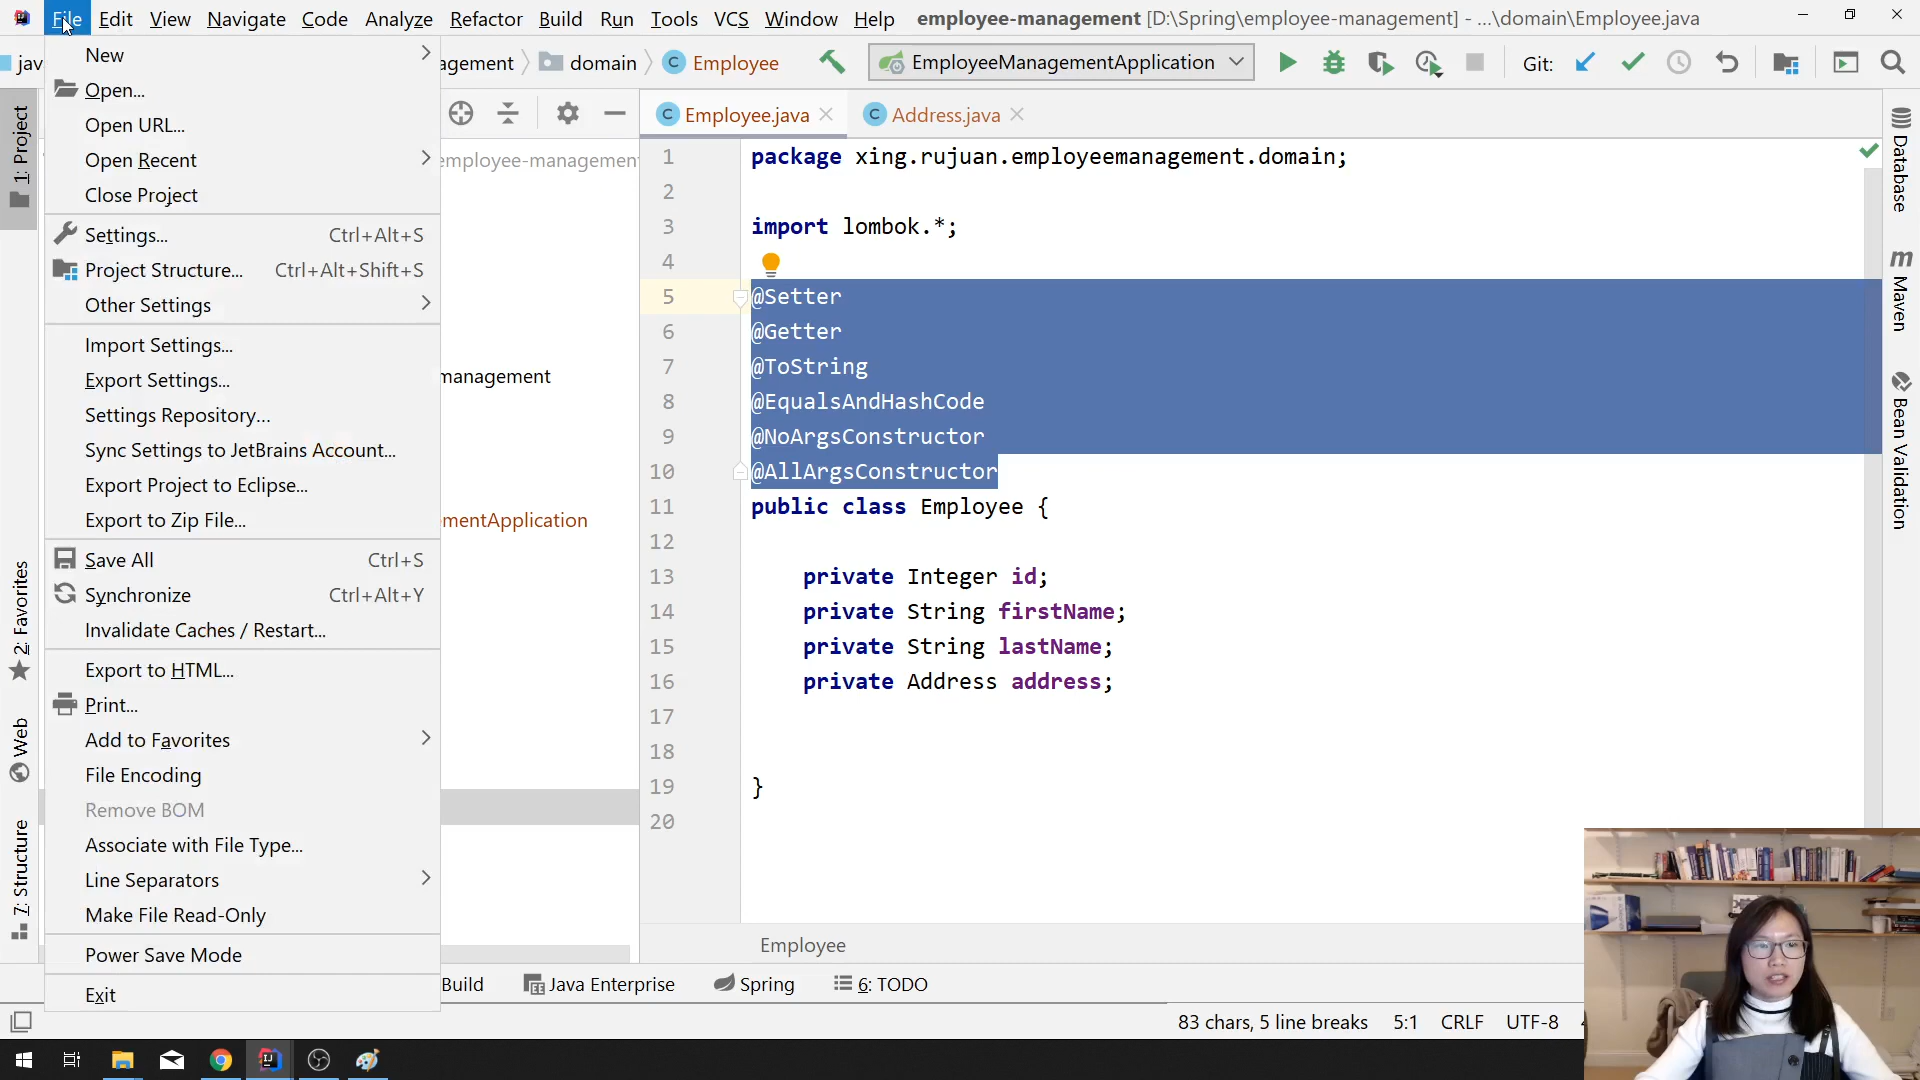 File Edit View Navigate Code Analyze Refactor Build Run Tools VCS Window Help employee-management [D:\Spring\employee-management] - ...\domain\Employee.java
jav agement domain Employee EmployeeManagementApplication Git:
New
Open...
Open URL...
Open Recent
Close Project
Settings... Ctrl+Alt+S
Project Structure... Ctrl+Alt+Shift+S
Other Settings
Import Settings...
Export Settings...
Settings Repository...
Sync Settings to JetBrains Account...
Export Project to Eclipse...
Export to Zip File...
Save All Ctrl+S
Synchronize Ctrl+Alt+Y
Invalidate Caches / Restart...
Export to HTML...
Print...
Add to Favorites
File Encoding
Remove BOM
Associate with File Type...
Line Separators
Make File Read-Only
Power Save Mode
Exit
1: Project
2: Favorites
Web
7: Structure
employee-managemen
management
mentApplication
Employee.java Address.java
1 package xing.rujuan.employeemanagement.domain;
2
3 import lombok.*;
4
5 @Setter
6 @Getter
7 @ToString
8 @EqualsAndHashCode
9 @NoArgsConstructor
10 @AllArgsConstructor
11 public class Employee {
12
13 private Integer id;
14 private String firstName;
15 private String lastName;
16 private Address address;
17
18
19 }
20
Employee
Database
m Maven
Bean Validation
Build Java Enterprise Spring 6: TODO
83 chars, 5 line breaks 5:1 CRLF UTF-8